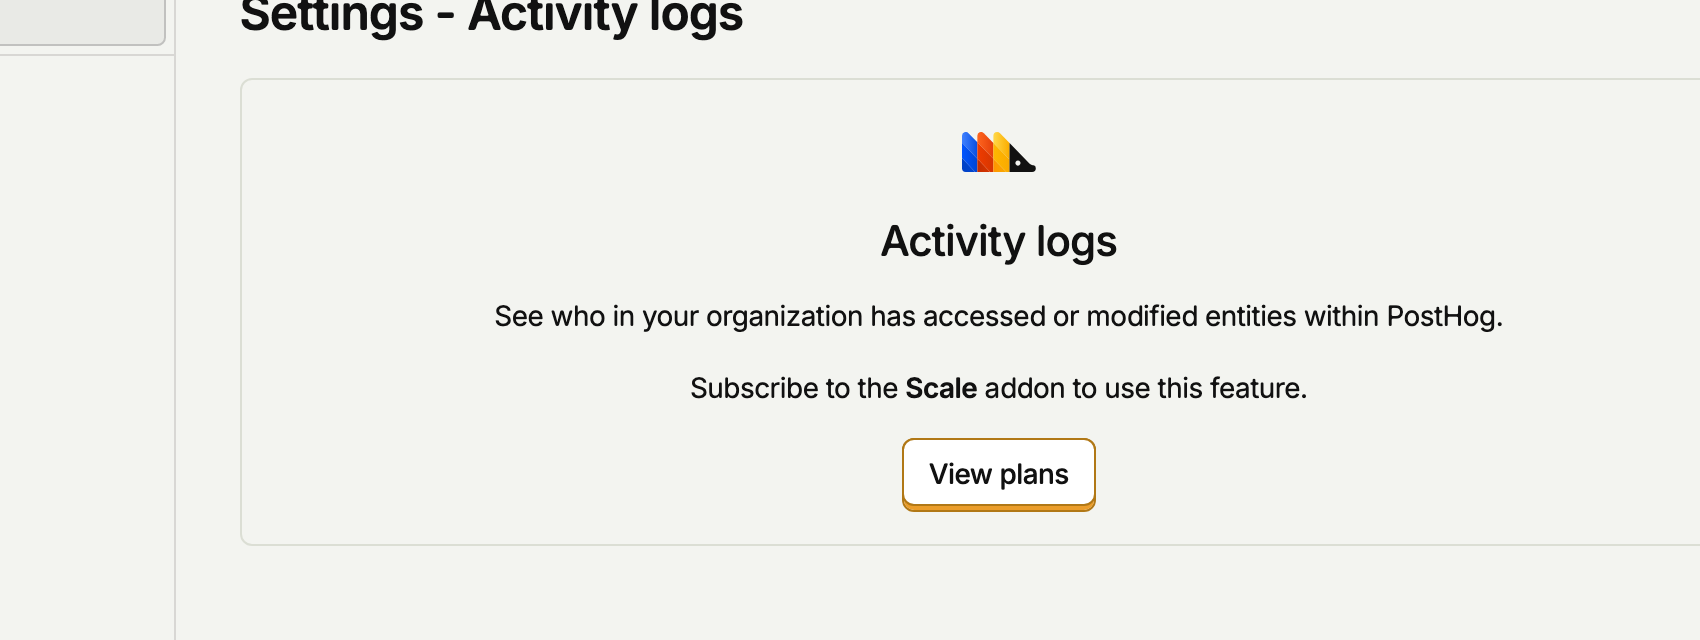 Settings - Activity logs
Activity logs
See who in your organization has accessed or modified entities within PostHog.
Subscribe to the Scale addon to use this feature.
View plans